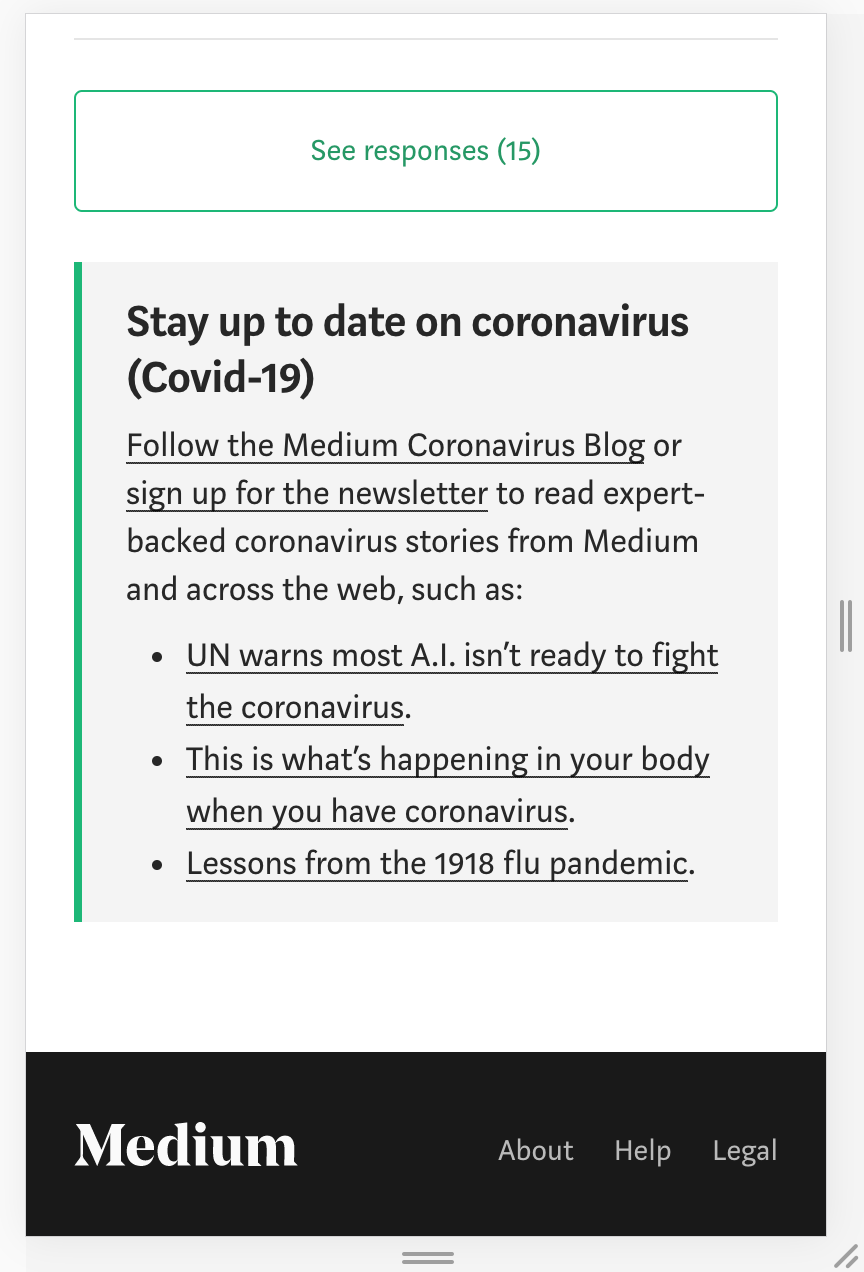 See responses (15)
Stay up to date on coronavirus
(Covid-19)
Follow the Medium Coronavirus Blog or
sign up for the newsletter to read expert-
backed coronavirus stories from Medium
and across the web, such as:
• UN warns most A.I. isn’t ready to fight
the coronavirus.
• This is what’s happening in your body
when you have coronavirus.
• Lessons from the 1918 flu pandemic.
Medium About Help Legal